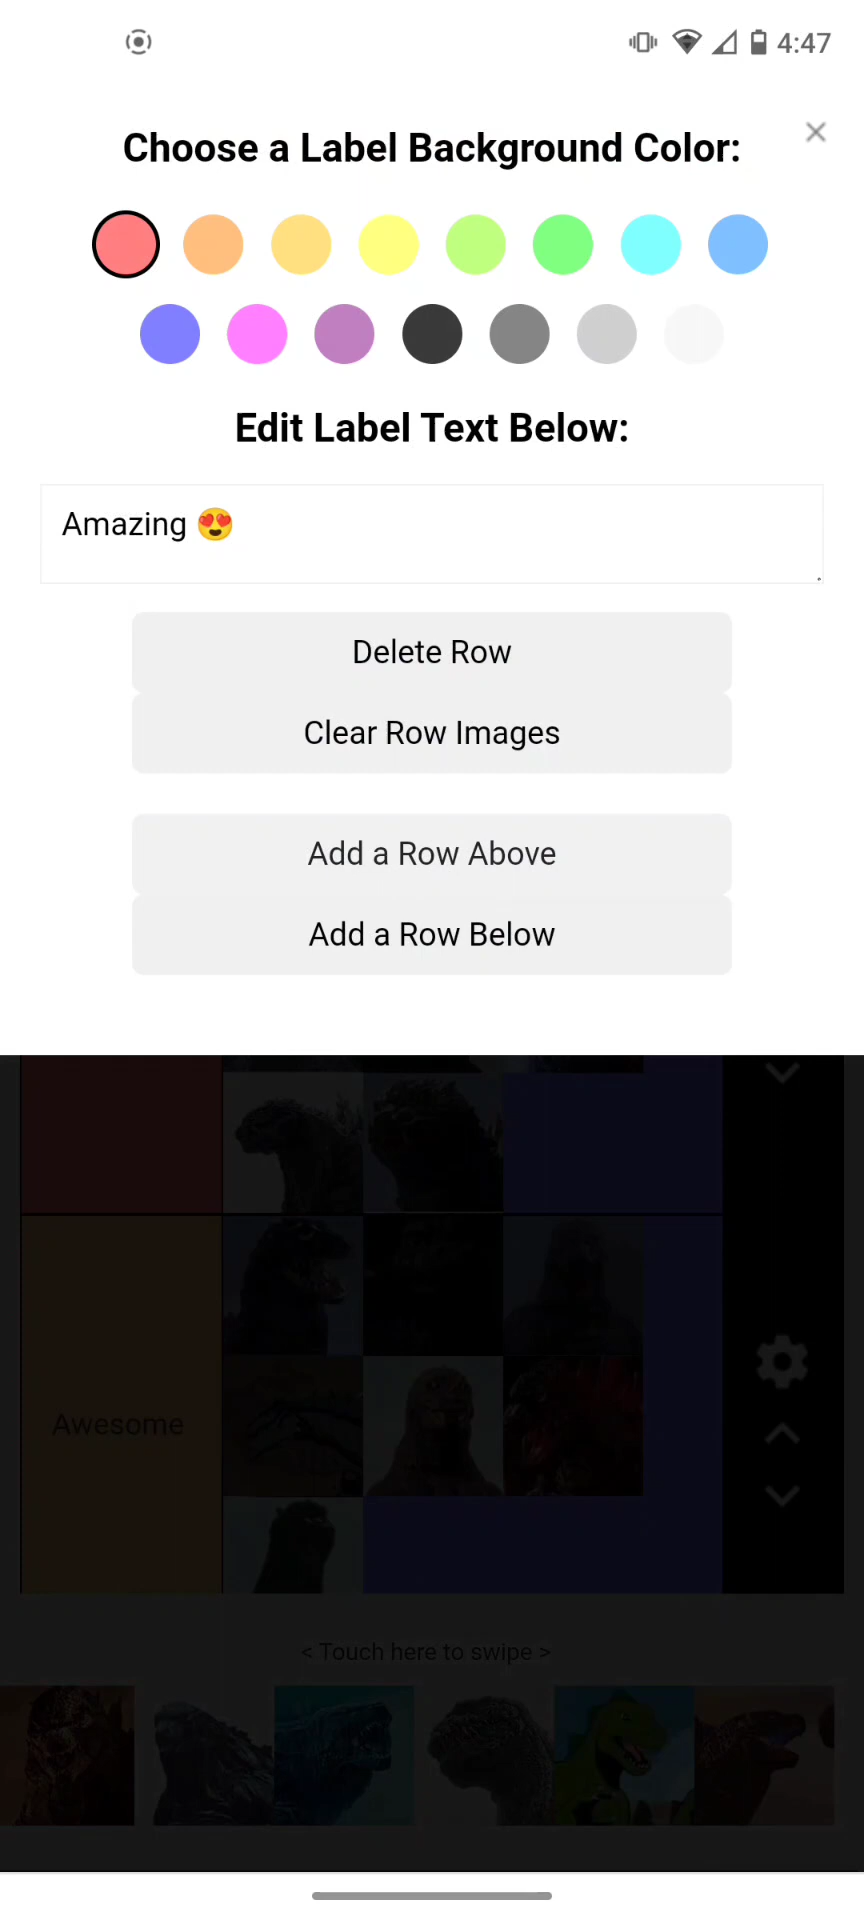 4:47
Choose a Label Background Color:
×
Edit Label Text Below:
Amazing 😍
Delete Row
Clear Row Images
Add a Row Above
Add a Row Below
Awesome
< Touch here to swipe >